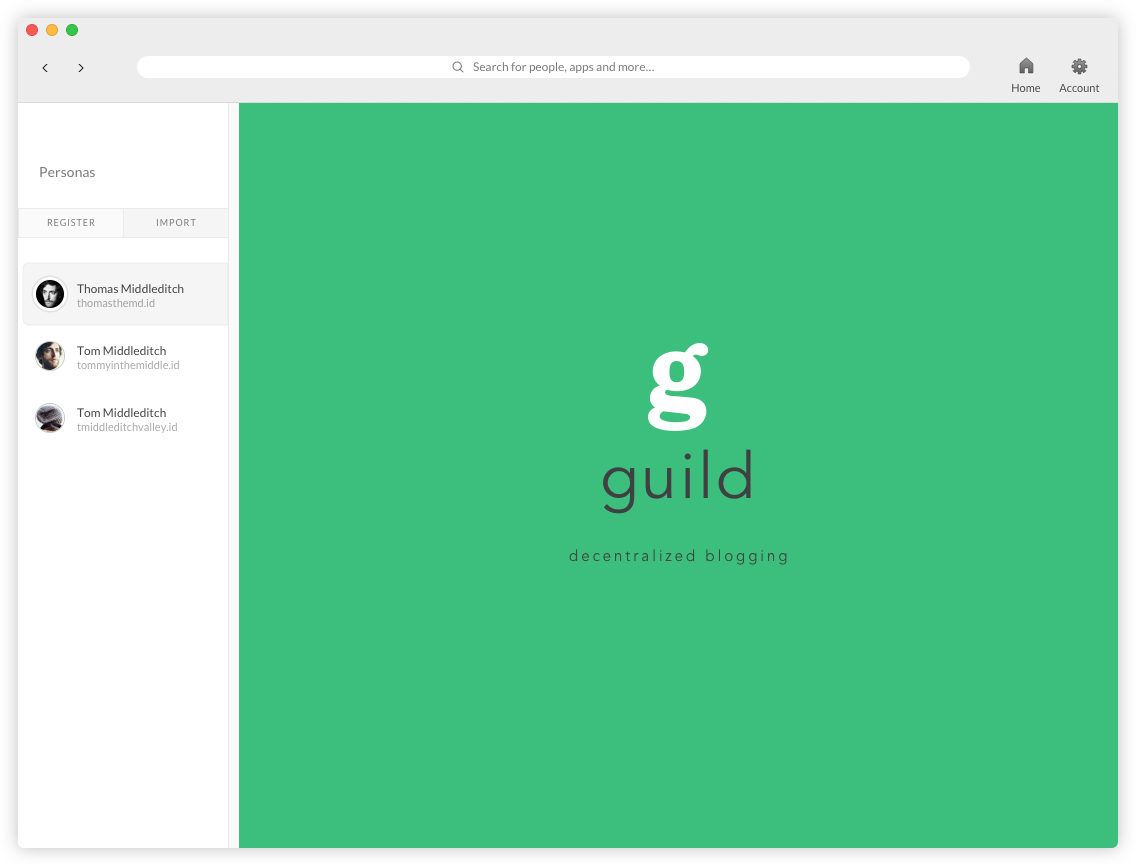 Search for people, apps and more...
Home
Account
Personas
REGISTER
IMPORT
Thomas Middleditch
thomasthemd.id
Tom Middleditch
tommyinthemiddle.id
Tom Middleditch
tmiddleditchvalley.id
g
guild
decentralized blogging